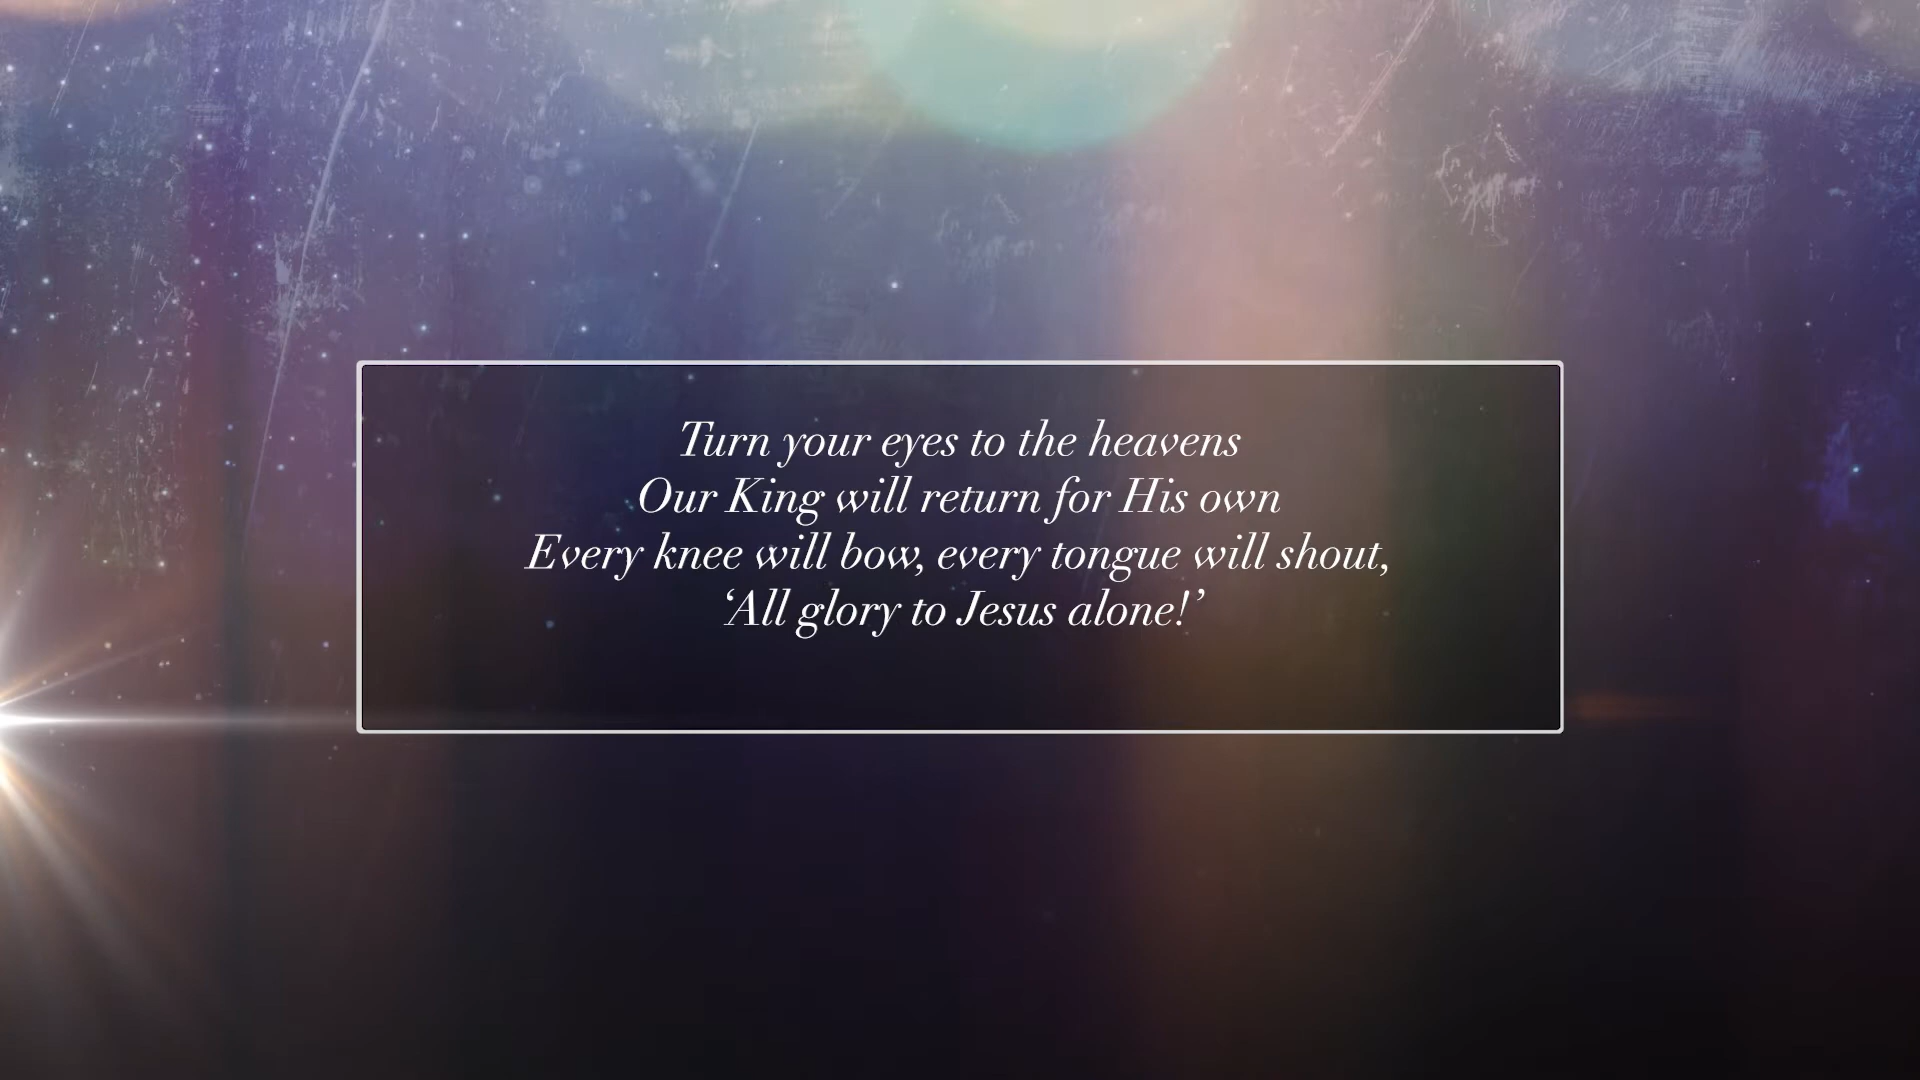 Turn your eyes to the heavens
Our King will return for His own
Every knee will bow, every tongue will shout,
‘All glory to Jesus alone!’